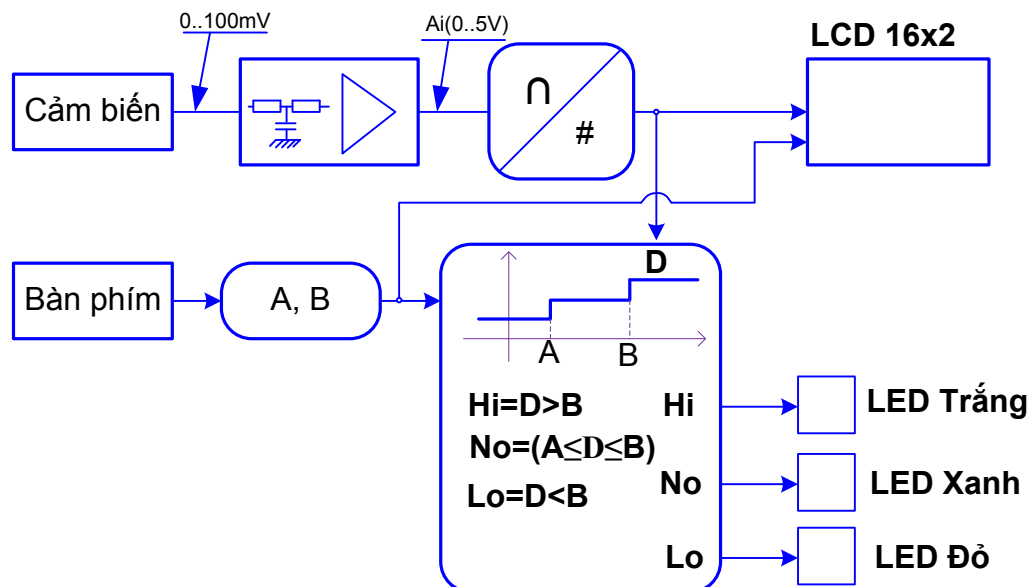 0..100mV
Ai(0..5V)
LCD 16x2
Cảm biến
∩
#
Bàn phím
A, B
D
A
B
Hi=D>B
Hi
LED Trắng
No=(A≤D≤B)
No
LED Xanh
Lo=D<B
Lo
LED Đỏ